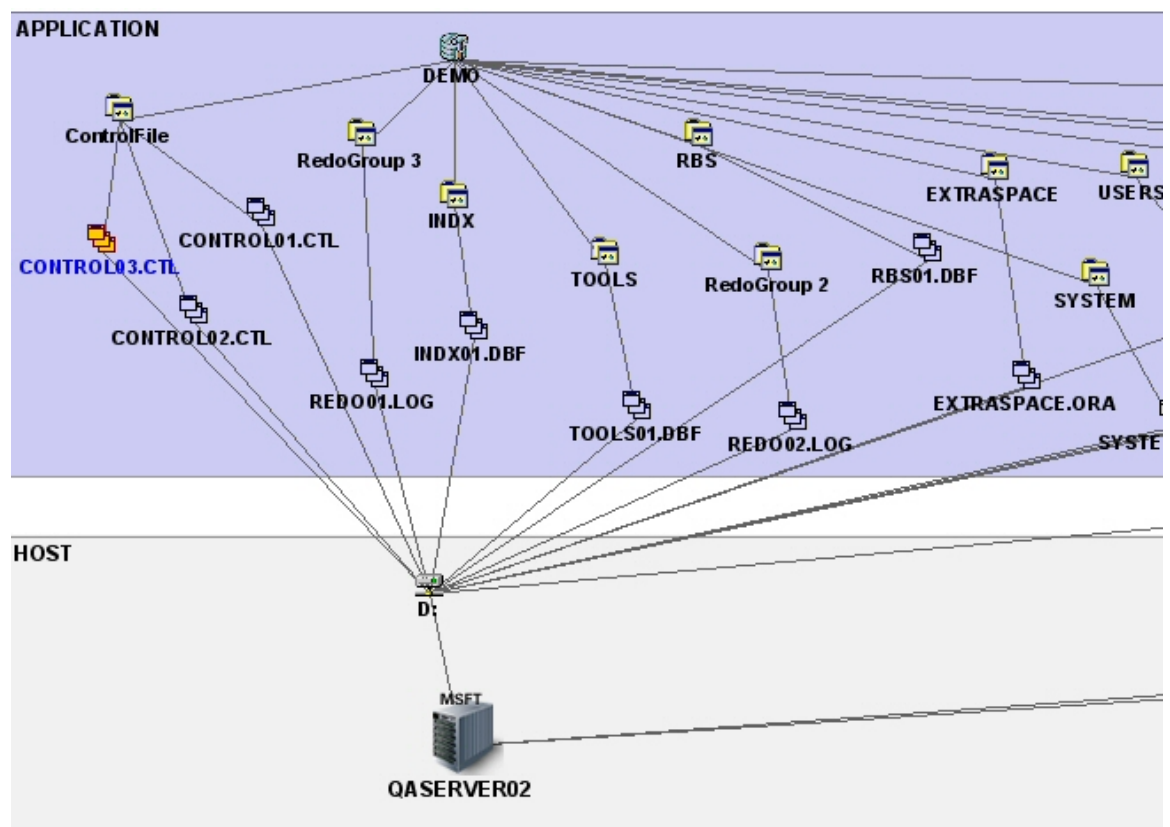 APPLICATION
DEMO
ControlFile
RedoGroup 3
RBS
EXTRASPACE
USERS
INDX
CONTROL01.CTL
CONTROL03.CTL
TOOLS
RedoGroup 2
RBS01.DBF
SYSTEM
CONTROL02.CTL
INDX01.DBF
REDO01.LOG
EXTRASPACE.ORA
TOOLS01.DBF
REDO02.LOG
SYSTE
HOST
D:
MSFT
QASERVER02